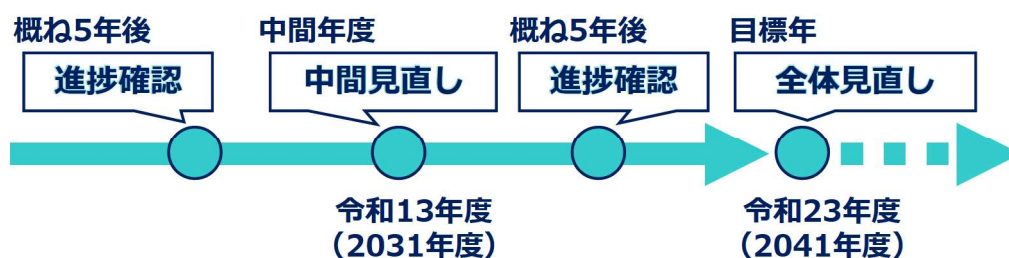 概ね5年後
中間年度
概ね5年後
目標年
進捗確認
中間見直し
進捗確認
全体見直し
令和13年度
（2031年度）
令和23年度
（2041年度）